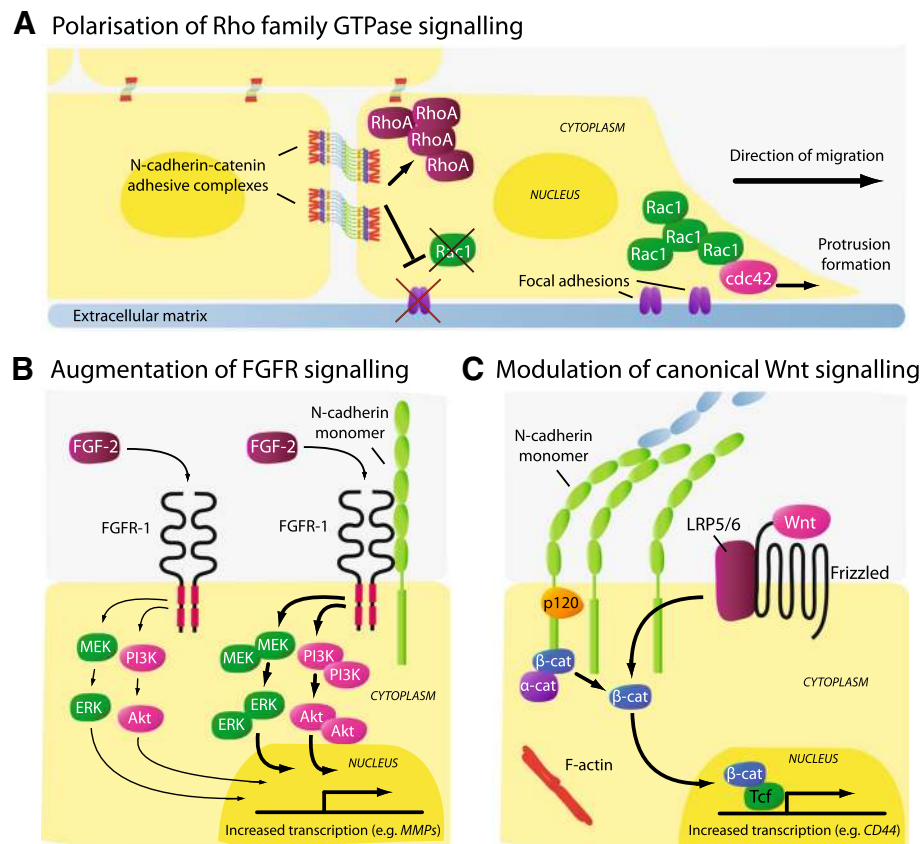 A Polarisation of Rho family GTPase signalling
RhoA
RhoA
RhoA
RhoA
CYTOPLASM
N-cadherin-catenin
adhesive complexes
Direction of migration
NUCLEUS
Rac1
Rac1
Rac1
Rac1
Rac1
Protrusion
formation
Focal adhesions
cdc42
Extracellular matrix
B Augmentation of FGFR signalling
N-cadherin
monomer
FGF-2
FGF-2
FGFR-1
FGFR-1
MEK
PI3K
MEK
MEK
PI3K
PI3K
ERK
Akt
ERK
ERK
Akt
Akt
CYTOPLASM
NUCLEUS
Increased transcription (e.g. MMPs)
C Modulation of canonical Wnt signalling
N-cadherin
monomer
LRP5/6
Wnt
Frizzled
p120
β-cat
α-cat
β-cat
CYTOPLASM
F-actin
NUCLEUS
β-cat
Tcf
Increased transcription (e.g. CD44)